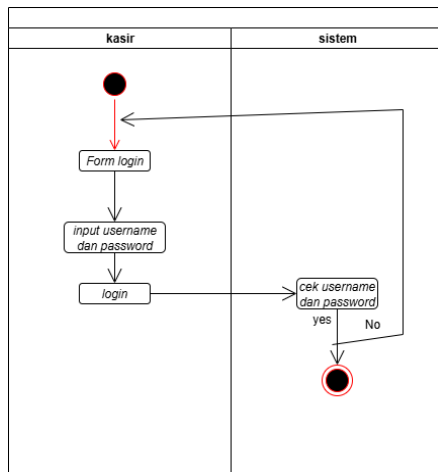 kasir
sistem
Form login
input username
dan password
login
cek username
dan password
yes
No